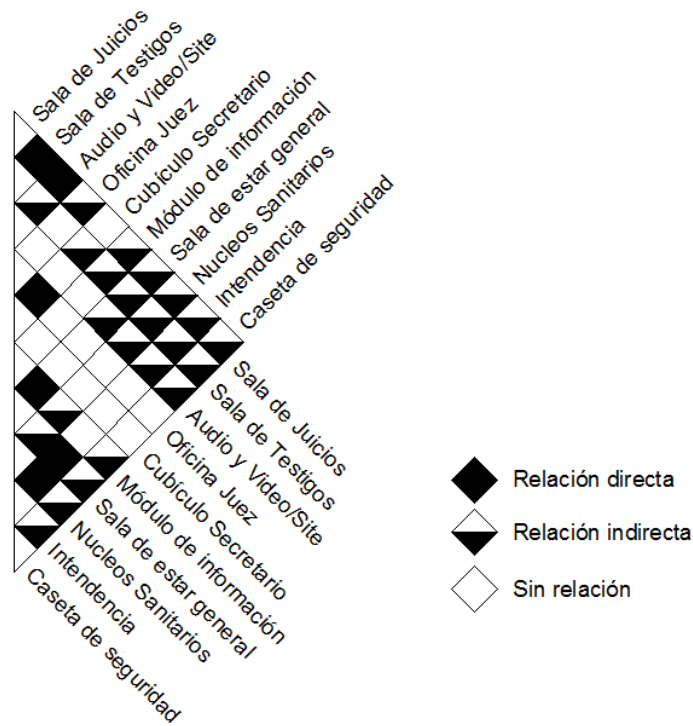 Sala de Juicios
Sala de Testigos
Audio y Video/Site
Oficina Juez
Cubículo Secretario
Módulo de información
Sala de estar general
Nucleos Sanitarios
Intendencia
Caseta de seguridad
Sala de Juicios
Sala de Testigos
Audio y Video/Site
Oficina Juez
Cubículo Secretario
Módulo de información
Sala de estar general
Nucleos Sanitarios
Intendencia
Caseta de seguridad
Relación directa
Relación indirecta
Sin relación